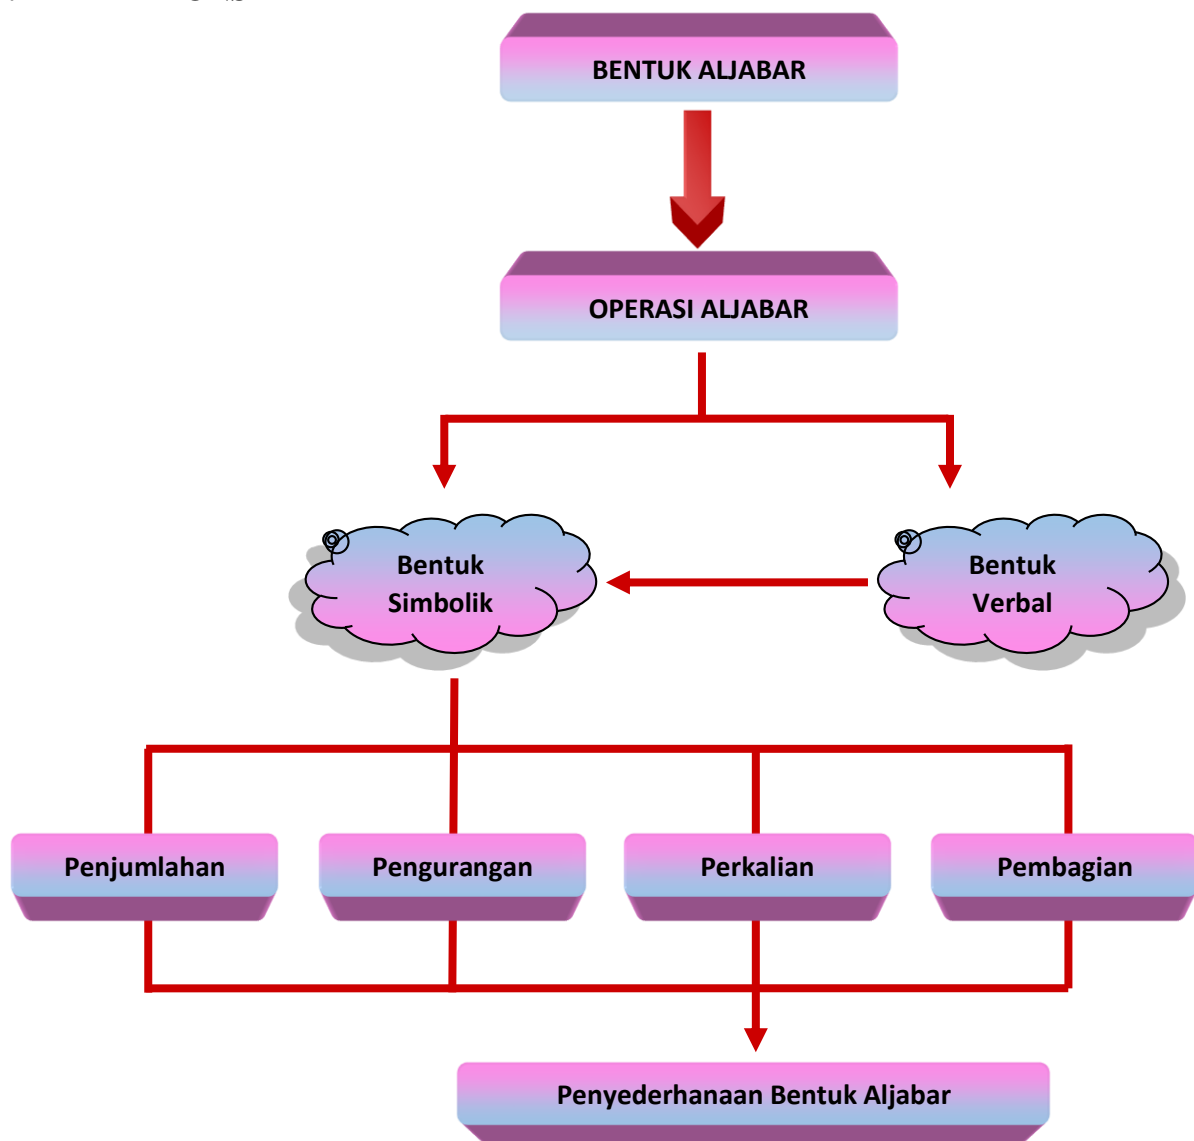 BENTUK ALJABAR
OPERASI ALJABAR
Bentuk
Simbolik
Bentuk
Verbal
Penjumlahan
Pengurangan
Perkalian
Pembagian
Penyederhanaan Bentuk Aljabar